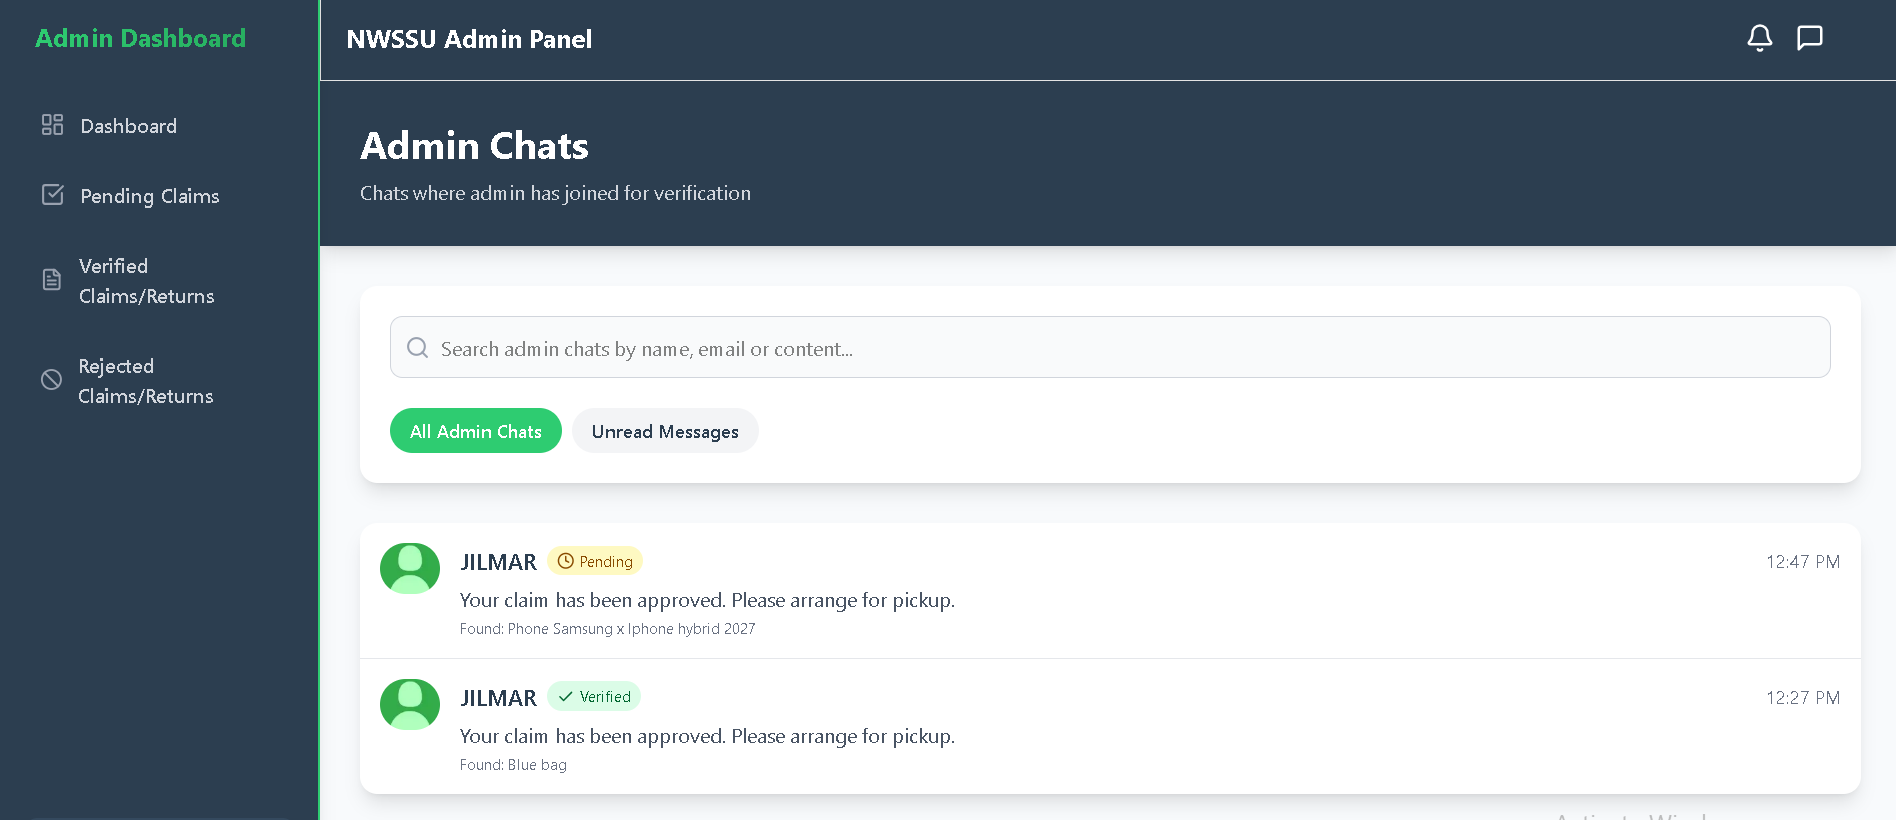 Admin Dashboard
Dashboard
Pending Claims
Verified
Claims/Returns
Rejected
Claims/Returns
NWSSU Admin Panel
Admin Chats
Chats where admin has joined for verification
Search admin chats by name, email or content...
All Admin Chats
Unread Messages
JILMAR
Pending
12:47 PM
Your claim has been approved. Please arrange for pickup.
Found: Phone Samsung x Iphone hybrid 2027
JILMAR
Verified
12:27 PM
Your claim has been approved. Please arrange for pickup.
Found: Blue bag